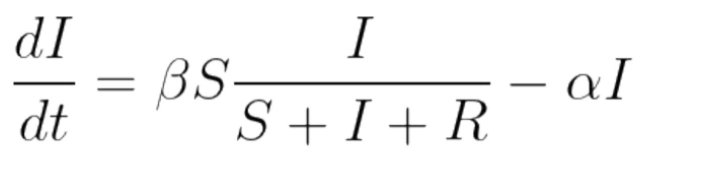 dI/dt = βS I/(S + I + R) − αI